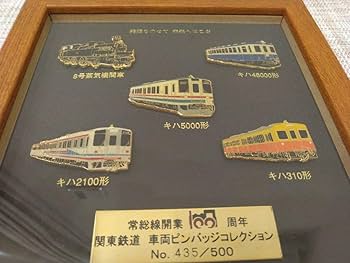 8号蒸気機関車
キハ48000形
キハ5000形
キハ2100形
キハ310形
常総線開業 100 周年
関東鉄道 車両ピンバッジコレクション
No. 435/500